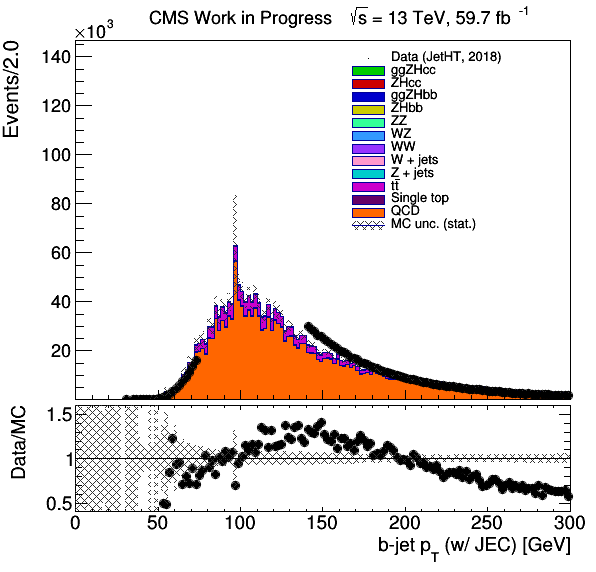 CMS Work in Progress √s = 13 TeV, 59.7 fb⁻¹
×10³
Events/2.0
140
120
100
80
60
40
20
Data (JetHT, 2018)
ggZHcc
ZHcc
ggZHbb
ZHbb
ZZ
WZ
WW
W + jets
Z + jets
tt̄
Single top
QCD
MC unc. (stat.)
Data/MC
1.5
1
0.5
0 50 100 150 200 250 300
b-jet p_T (w/ JEC) [GeV]